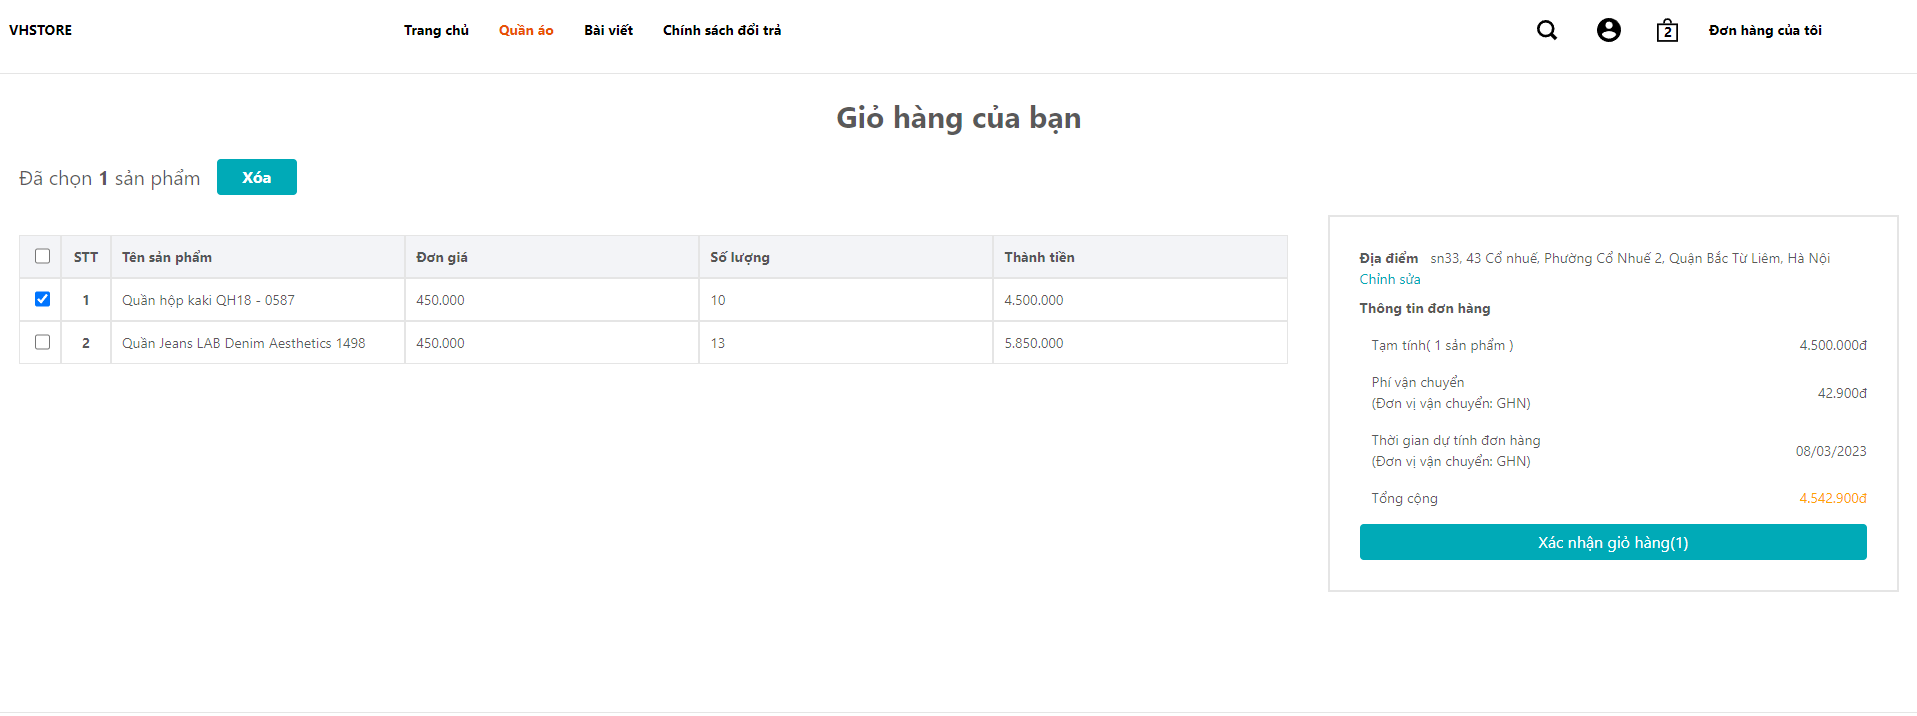 VHSTORE Trang chủ Quần áo Bài viết Chính sách đổi trả 2 Đơn hàng của tôi
Giỏ hàng của bạn
Đã chọn 1 sản phẩm Xóa
STT Tên sản phẩm Đơn giá Số lượng Thành tiền
1 Quần hộp kaki QH18 - 0587 450.000 10 4.500.000
2 Quần Jeans LAB Denim Aesthetics 1498 450.000 13 5.850.000
Địa điểm sn33, 43 Cổ nhuế, Phường Cổ Nhuế 2, Quận Bắc Từ Liêm, Hà Nội
Chỉnh sửa
Thông tin đơn hàng
Tạm tính( 1 sản phẩm ) 4.500.000đ
Phí vận chuyển
(Đơn vị vận chuyển: GHN) 42.900đ
Thời gian dự tính đơn hàng
(Đơn vị vận chuyển: GHN) 08/03/2023
Tổng cộng 4.542.900đ
Xác nhận giỏ hàng(1)